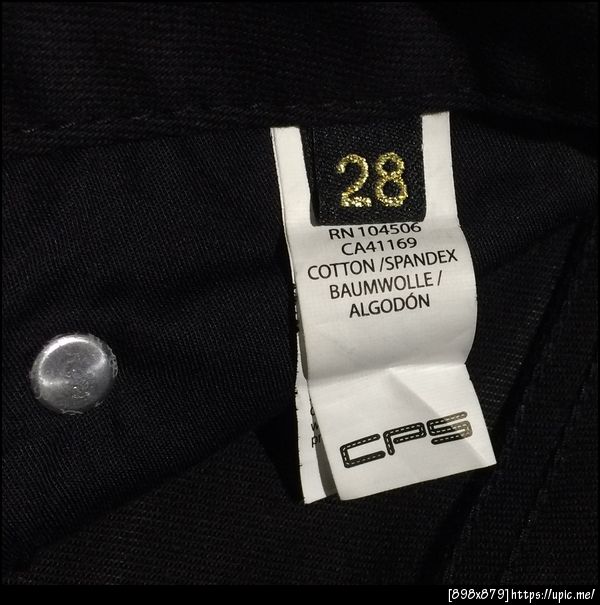 28
RN 104506
CA41169
COTTON /SPANDEX
BAUMWOLLE /
ALGODÓN
CPS
[898x879]https://upic.me/